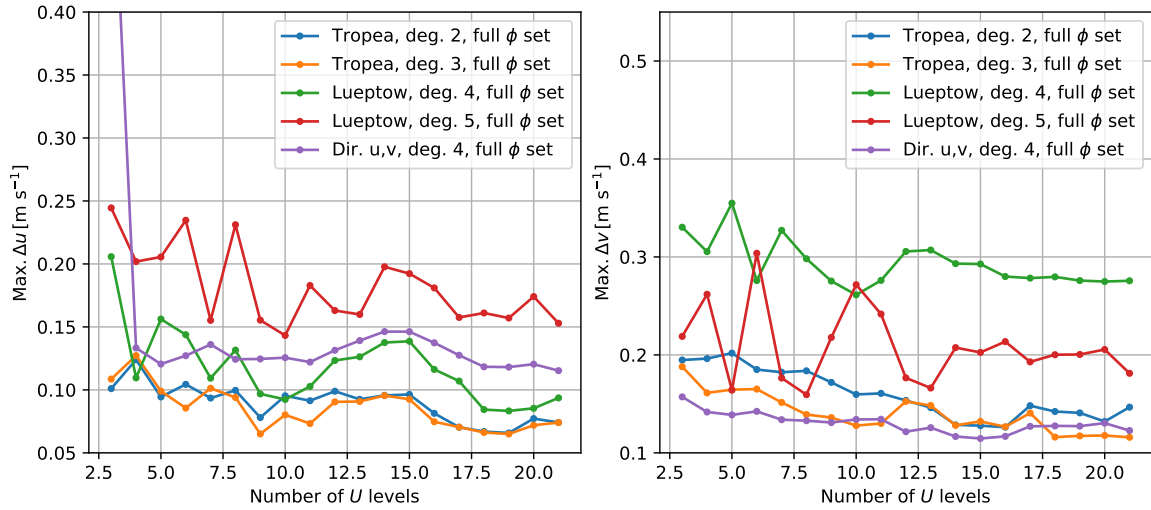 0.40
0.35
0.30
0.25
0.20
0.15
0.10
0.05
Max. Δu [m s⁻¹]
Tropea, deg. 2, full ϕ set
Tropea, deg. 3, full ϕ set
Lueptow, deg. 4, full ϕ set
Lueptow, deg. 5, full ϕ set
Dir. u,v, deg. 4, full ϕ set
2.5 5.0 7.5 10.0 12.5 15.0 17.5 20.0
Number of U levels
0.5
0.4
0.3
0.2
0.1
Max. Δv [m s⁻¹]
Tropea, deg. 2, full ϕ set
Tropea, deg. 3, full ϕ set
Lueptow, deg. 4, full ϕ set
Lueptow, deg. 5, full ϕ set
Dir. u,v, deg. 4, full ϕ set
2.5 5.0 7.5 10.0 12.5 15.0 17.5 20.0
Number of U levels